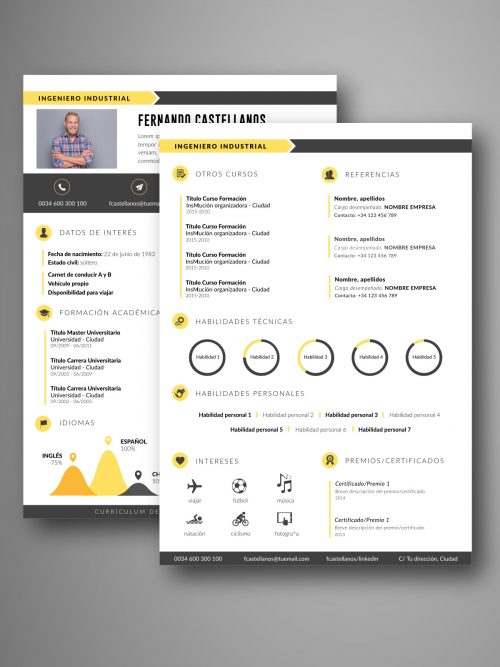 INGENIERO INDUSTRIAL
FERNANDO CASTELLANOS
Lorem ip
tempor i
veniam,
commodo
0034 600 300 100
fcastellanos@tuema
DATOS DE INTERÉS
Fecha de nacimiento: 22 de junio de 1983
Estado civil: soltero
Carnet de conducir A y B
Vehículo propio
Disponibilidad para viajar
FORMACIÓN ACADÉMICA
Título Master Universitario
Universidad - Ciudad
09/2009 - 06/2011
Título Carrera Universitaria
Universidad - Ciudad
09/2005 - 06/2009
Título Carrera Universitaria
Universidad - Ciudad
09/2002 - 06/2005
IDIOMAS
ESPAÑOL
100%
INGLÉS
75%
CH
50%
CURRÍCULUM DE
INGENIERO INDUSTRIAL
OTROS CURSOS
Título Curso Formación
InsMución organizadora - Ciudad
2015-2010
Título Curso Formación
InsMución organizadora - Ciudad
2015-2010
Título Curso Formación
InsMución organizadora - Ciudad
2015-2010
Título Curso Formación
InsMución organizadora - Ciudad
2015-2010
REFERENCIAS
Nombre, apellidos
Cargo desempeñado. NOMBRE EMPRESA
Contacto: +34 123 456 789
Nombre, apellidos
Cargo desempeñado. NOMBRE EMPRESA
Contacto: +34 123 456 789
Nombre, apellidos
Cargo desempeñado. NOMBRE EMPRESA
Contacto: +34 123 456 789
HABILIDADES TÉCNICAS
Habilidad 1
Habilidad 2
Habilidad 3
Habilidad 4
Habilidad 5
HABILIDADES PERSONALES
Habilidad personal 1 Habilidad personal 2 Habilidad personal 3 Habilidad personal 4
Habilidad personal 5 Habilidad personal 6 Habilidad personal 7
INTERESES
viajar fútbol música
natación ciclismo fotogra^a
PREMIOS/CERTIFICADOS
Certificado/Premio 1
Breve descripción del premio/certificado
2014
Certificado/Premio 1
Breve descripción del premio/certificado
2013
0034 600 300 100 fcastellanos@tuemail.com fcastellanos/linkedin C/ Tu dirección, Ciudad